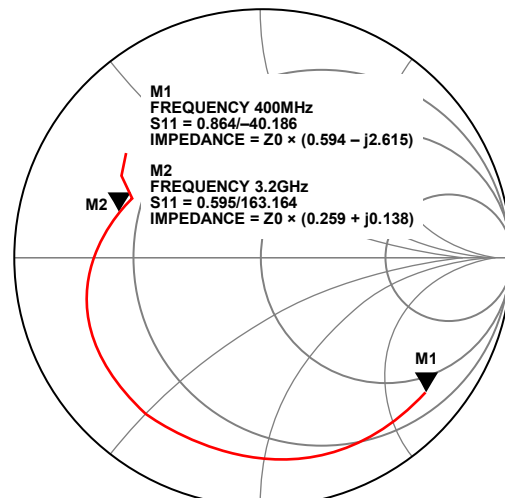 M1
FREQUENCY 400MHz
S11 = 0.864/–40.186
IMPEDANCE = Z0 × (0.594 – j2.615)
M2
FREQUENCY 3.2GHz
S11 = 0.595/163.164
IMPEDANCE = Z0 × (0.259 + j0.138)
M2
M1